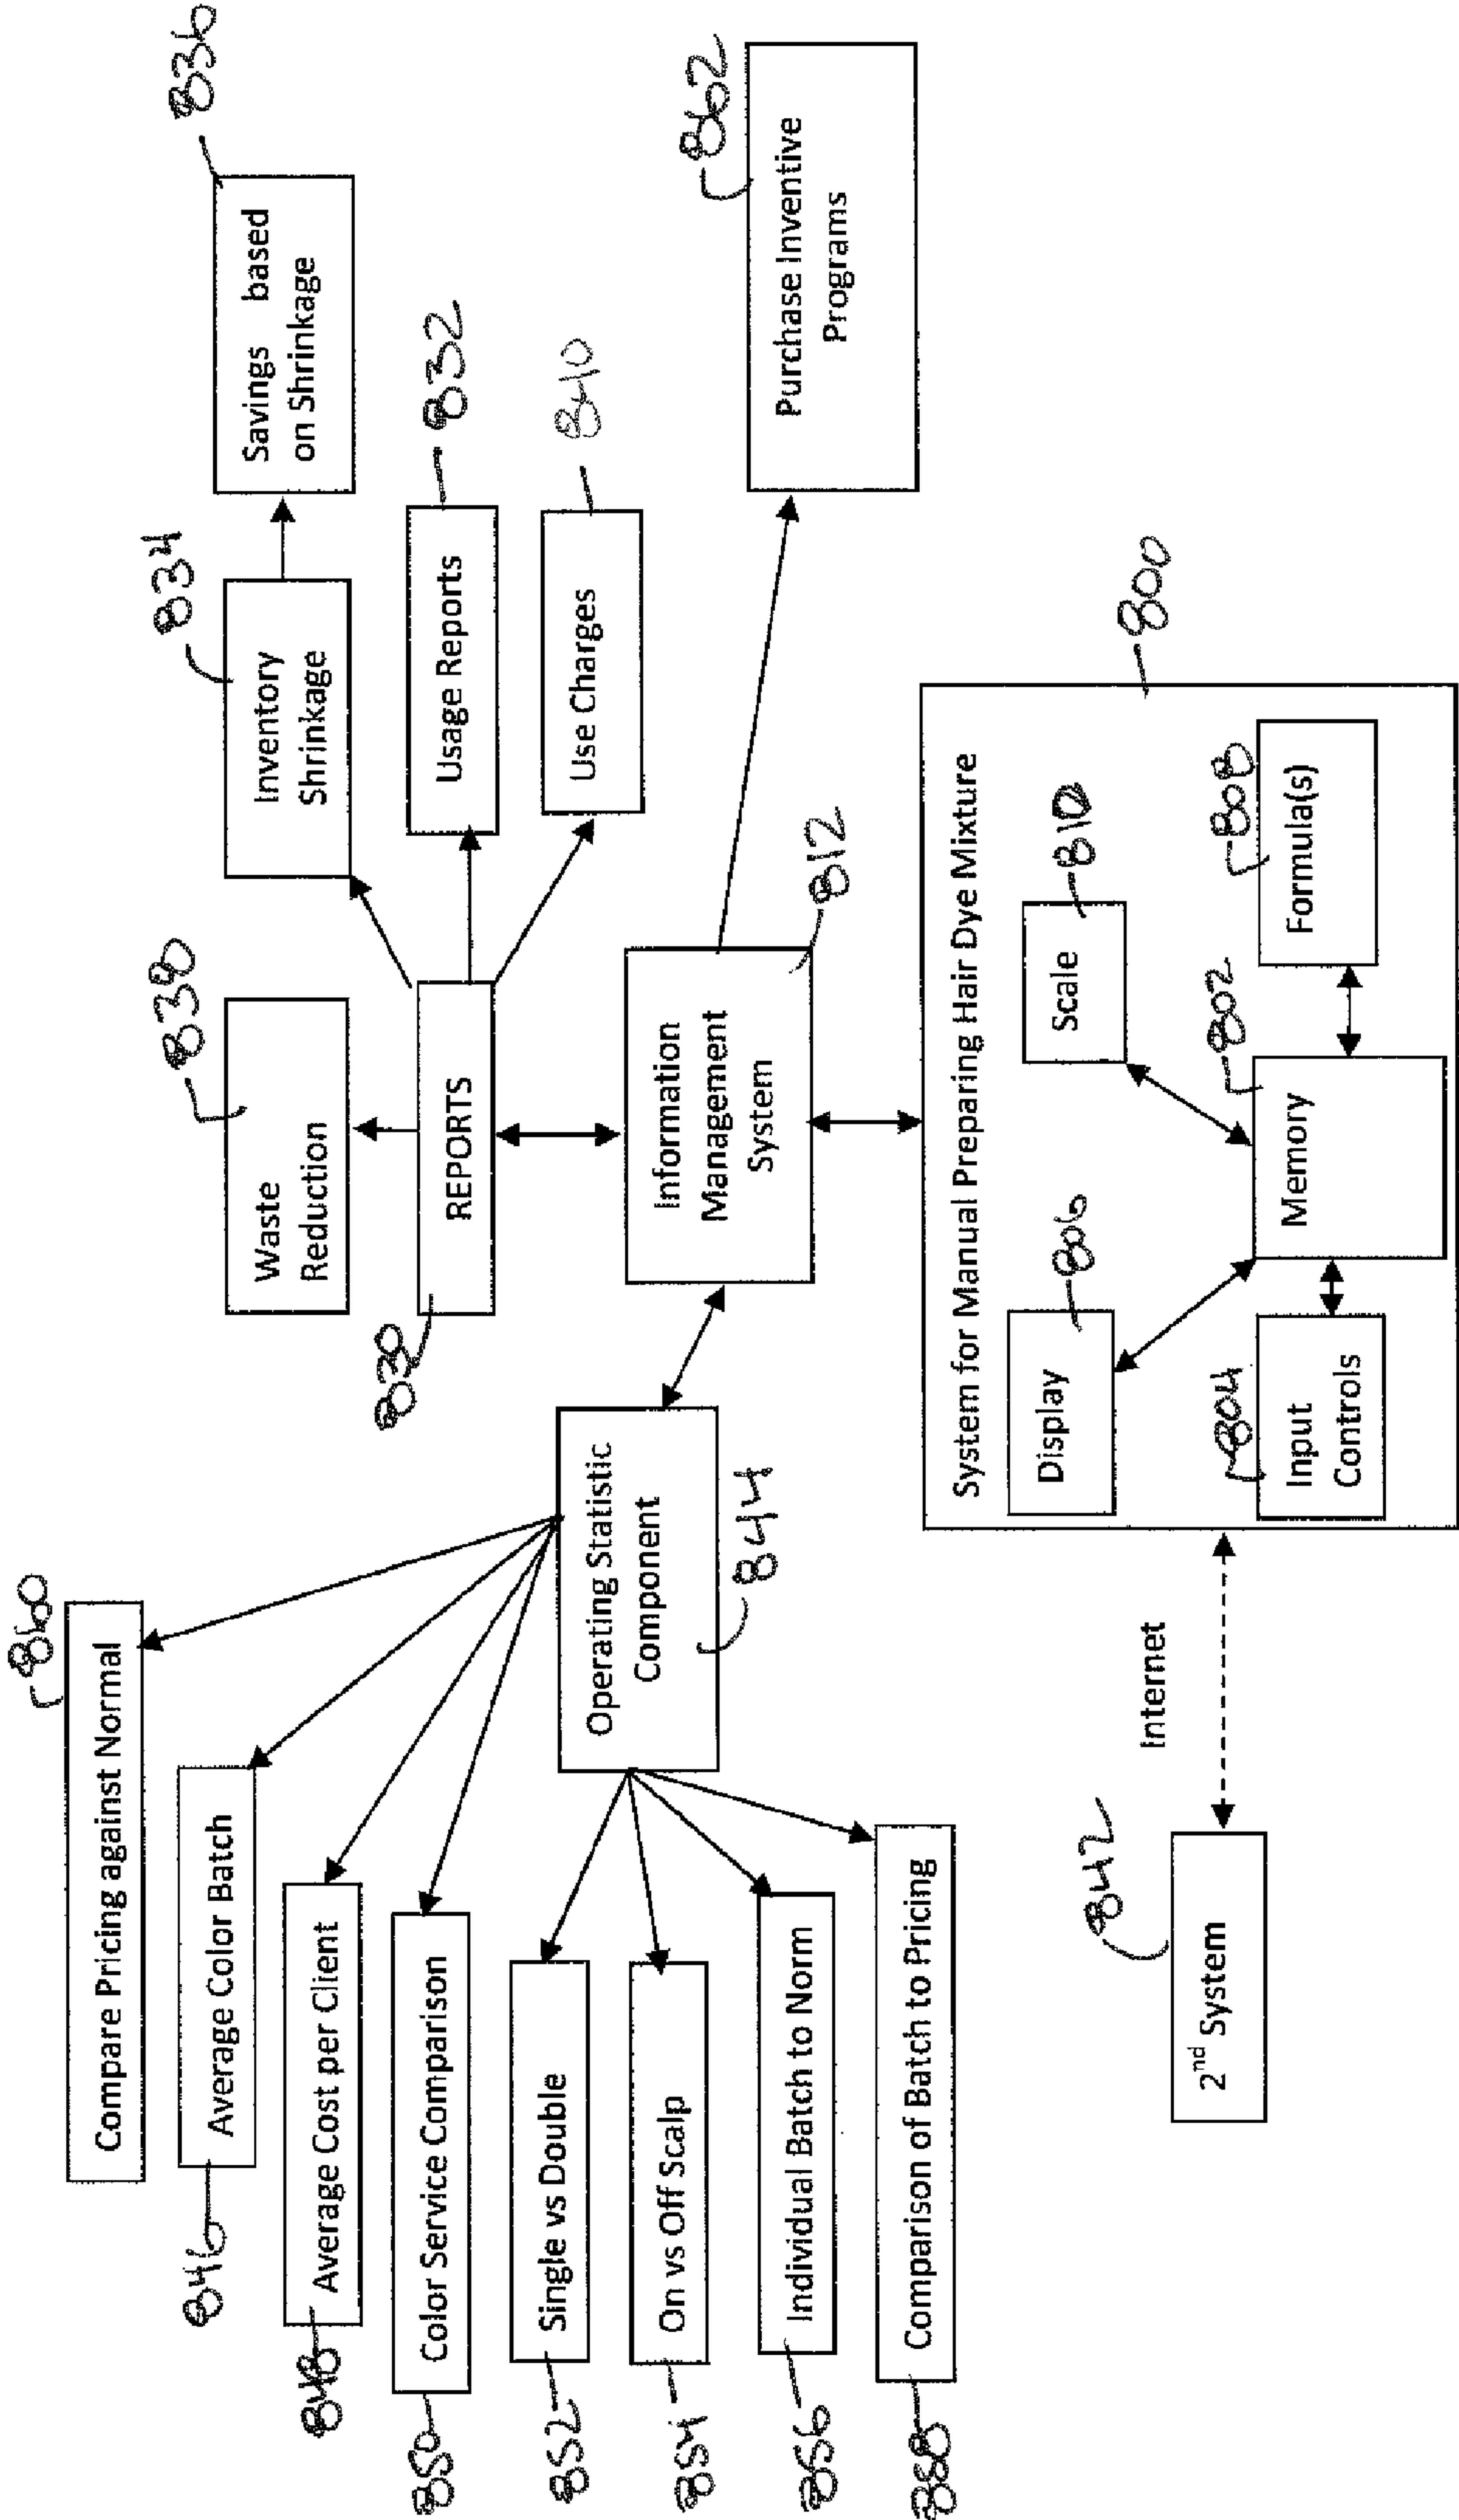 860
Compare Pricing against Normal
846
Average Color Batch
848
Average Cost per Client
850
Color Service Comparison
852
Single vs Double
854
On vs Off Scalp
856
Individual Batch to Norm
858
Comparison of Batch to Pricing
Operating Statistic
Component
844
838
Waste
Reduction
834
Inventory
Shrinkage
836
Savings based
on Shrinkage
830
REPORTS
Usage Reports
832
Use Charges
840
Information
Management
System
812
862
Purchase Inventive
Programs
842
2nd System
Internet
System for Manual Preparing Hair Dye Mixture
800
Display
806
Scale
810
804
Input
Controls
802
Memory
808
Formula(s)